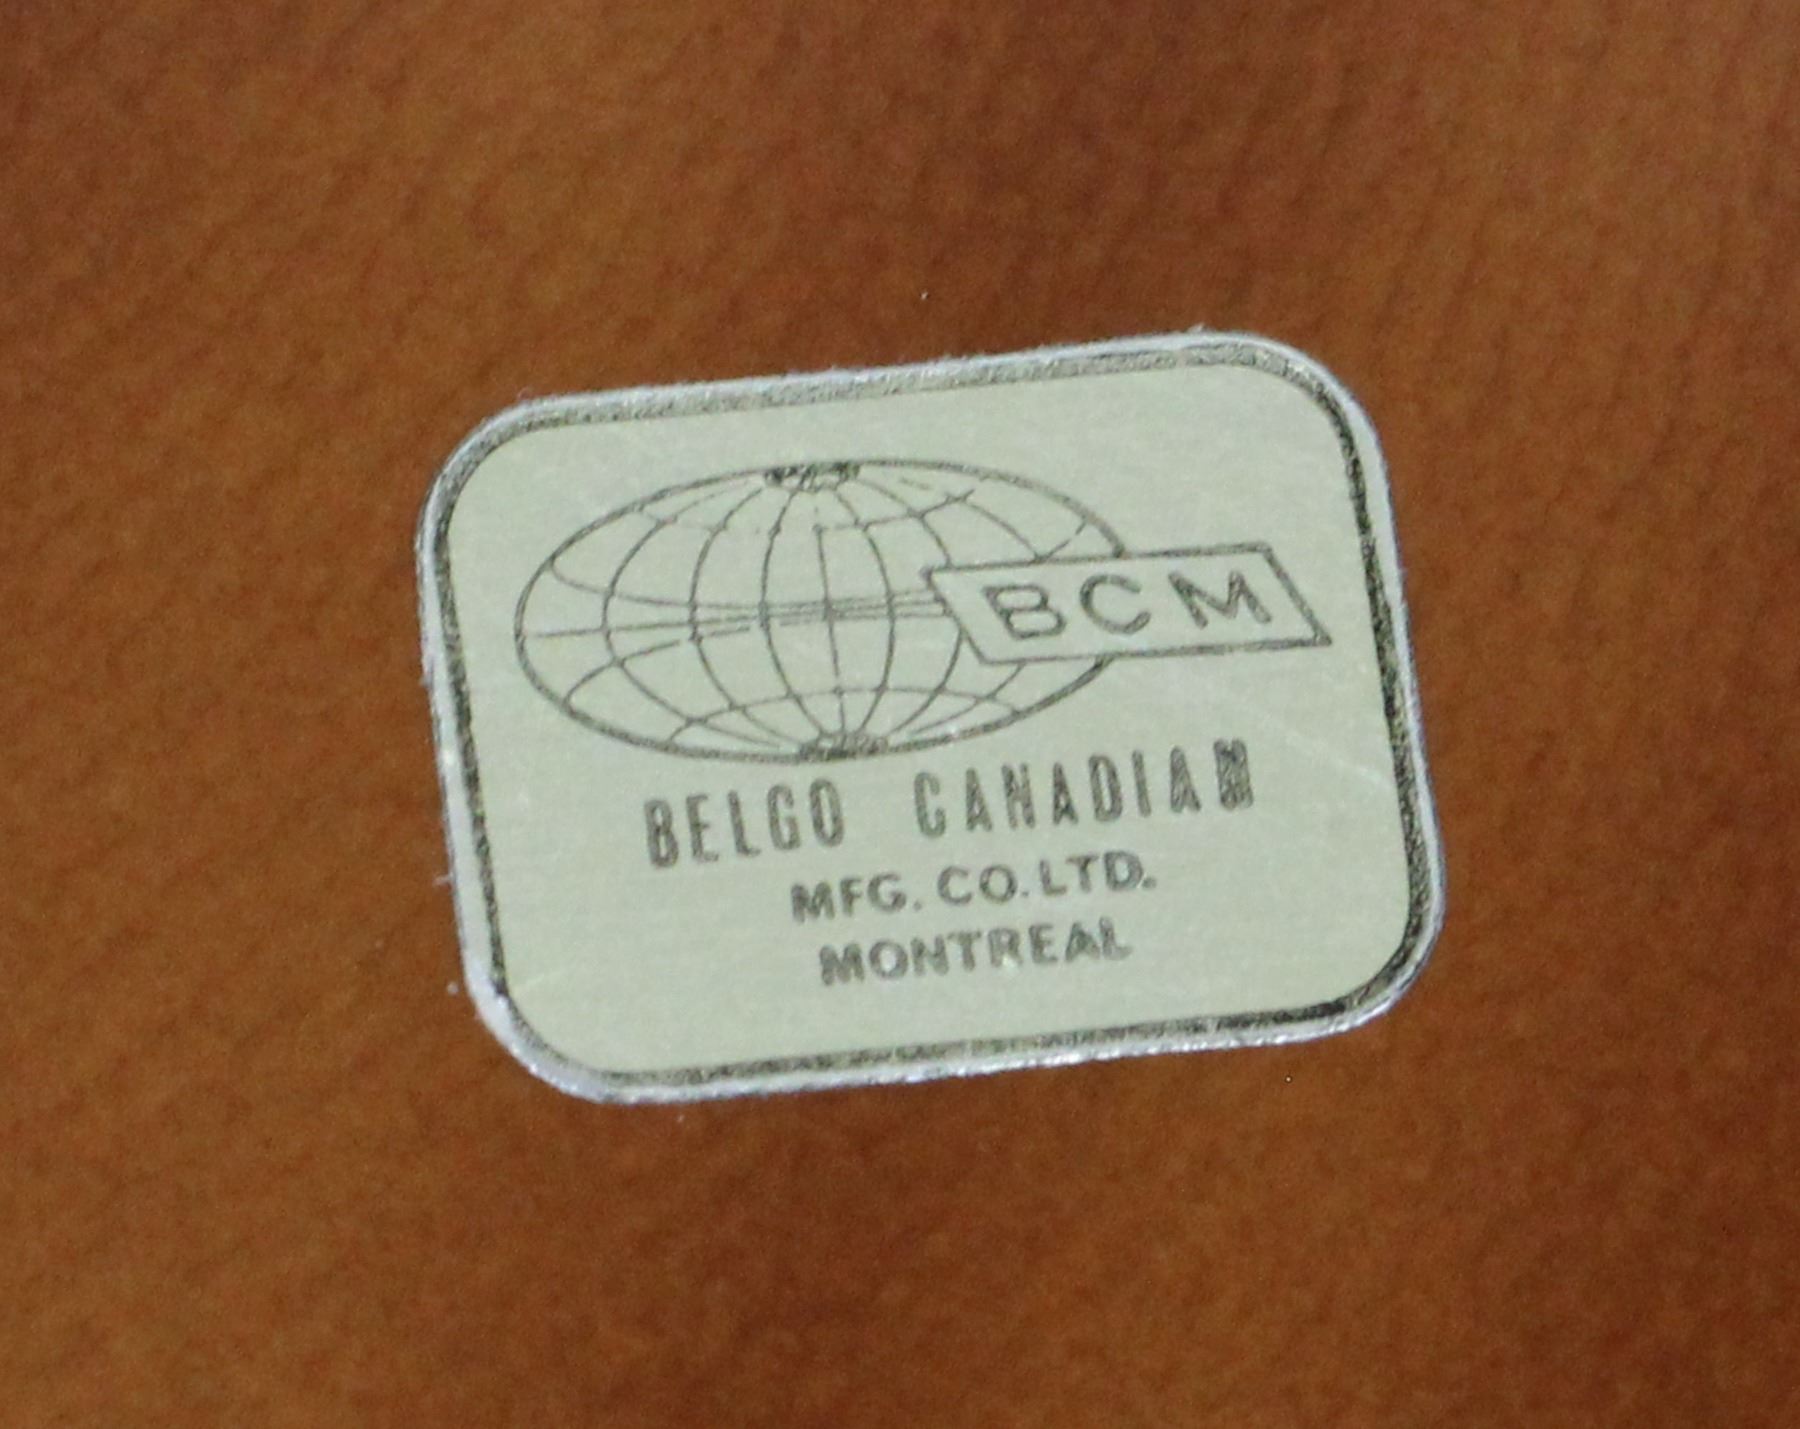 BCM
BELGO CANADIAN
MFG. CO. LTD.
MONTREAL